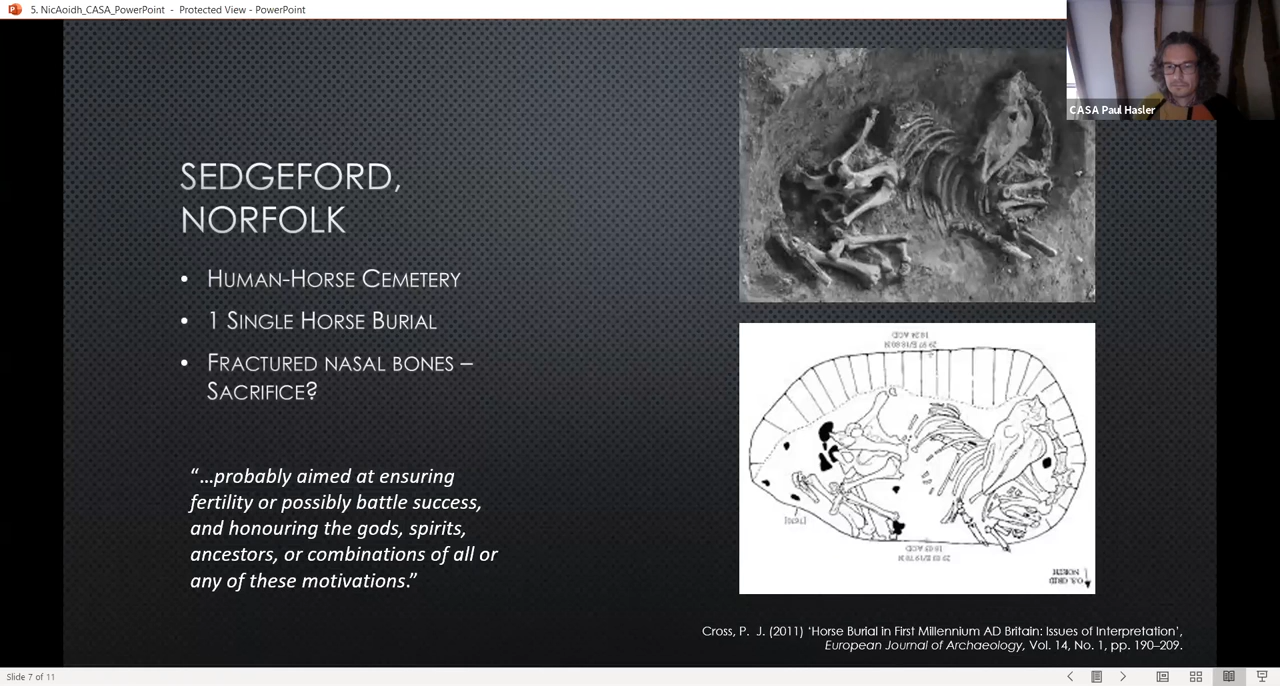 5. NicAoidh_CASA_PowerPoint - Protected View - PowerPoint
CASA Paul Hasler
SEDGEFORD,
NORFOLK
• HUMAN-HORSE CEMETERY
• 1 SINGLE HORSE BURIAL
• FRACTURED NASAL BONES –
SACRIFICE?
“…probably aimed at ensuring
fertility or possibly battle success,
and honouring the gods, spirits,
ancestors, or combinations of all or
any of these motivations.”
O.S. GRID
NORTH
Cross, P. J. (2011) ‘Horse Burial in First Millennium AD Britain: Issues of Interpretation’,
European Journal of Archaeology, Vol. 14, No. 1, pp. 190–209.
Slide 7 of 11